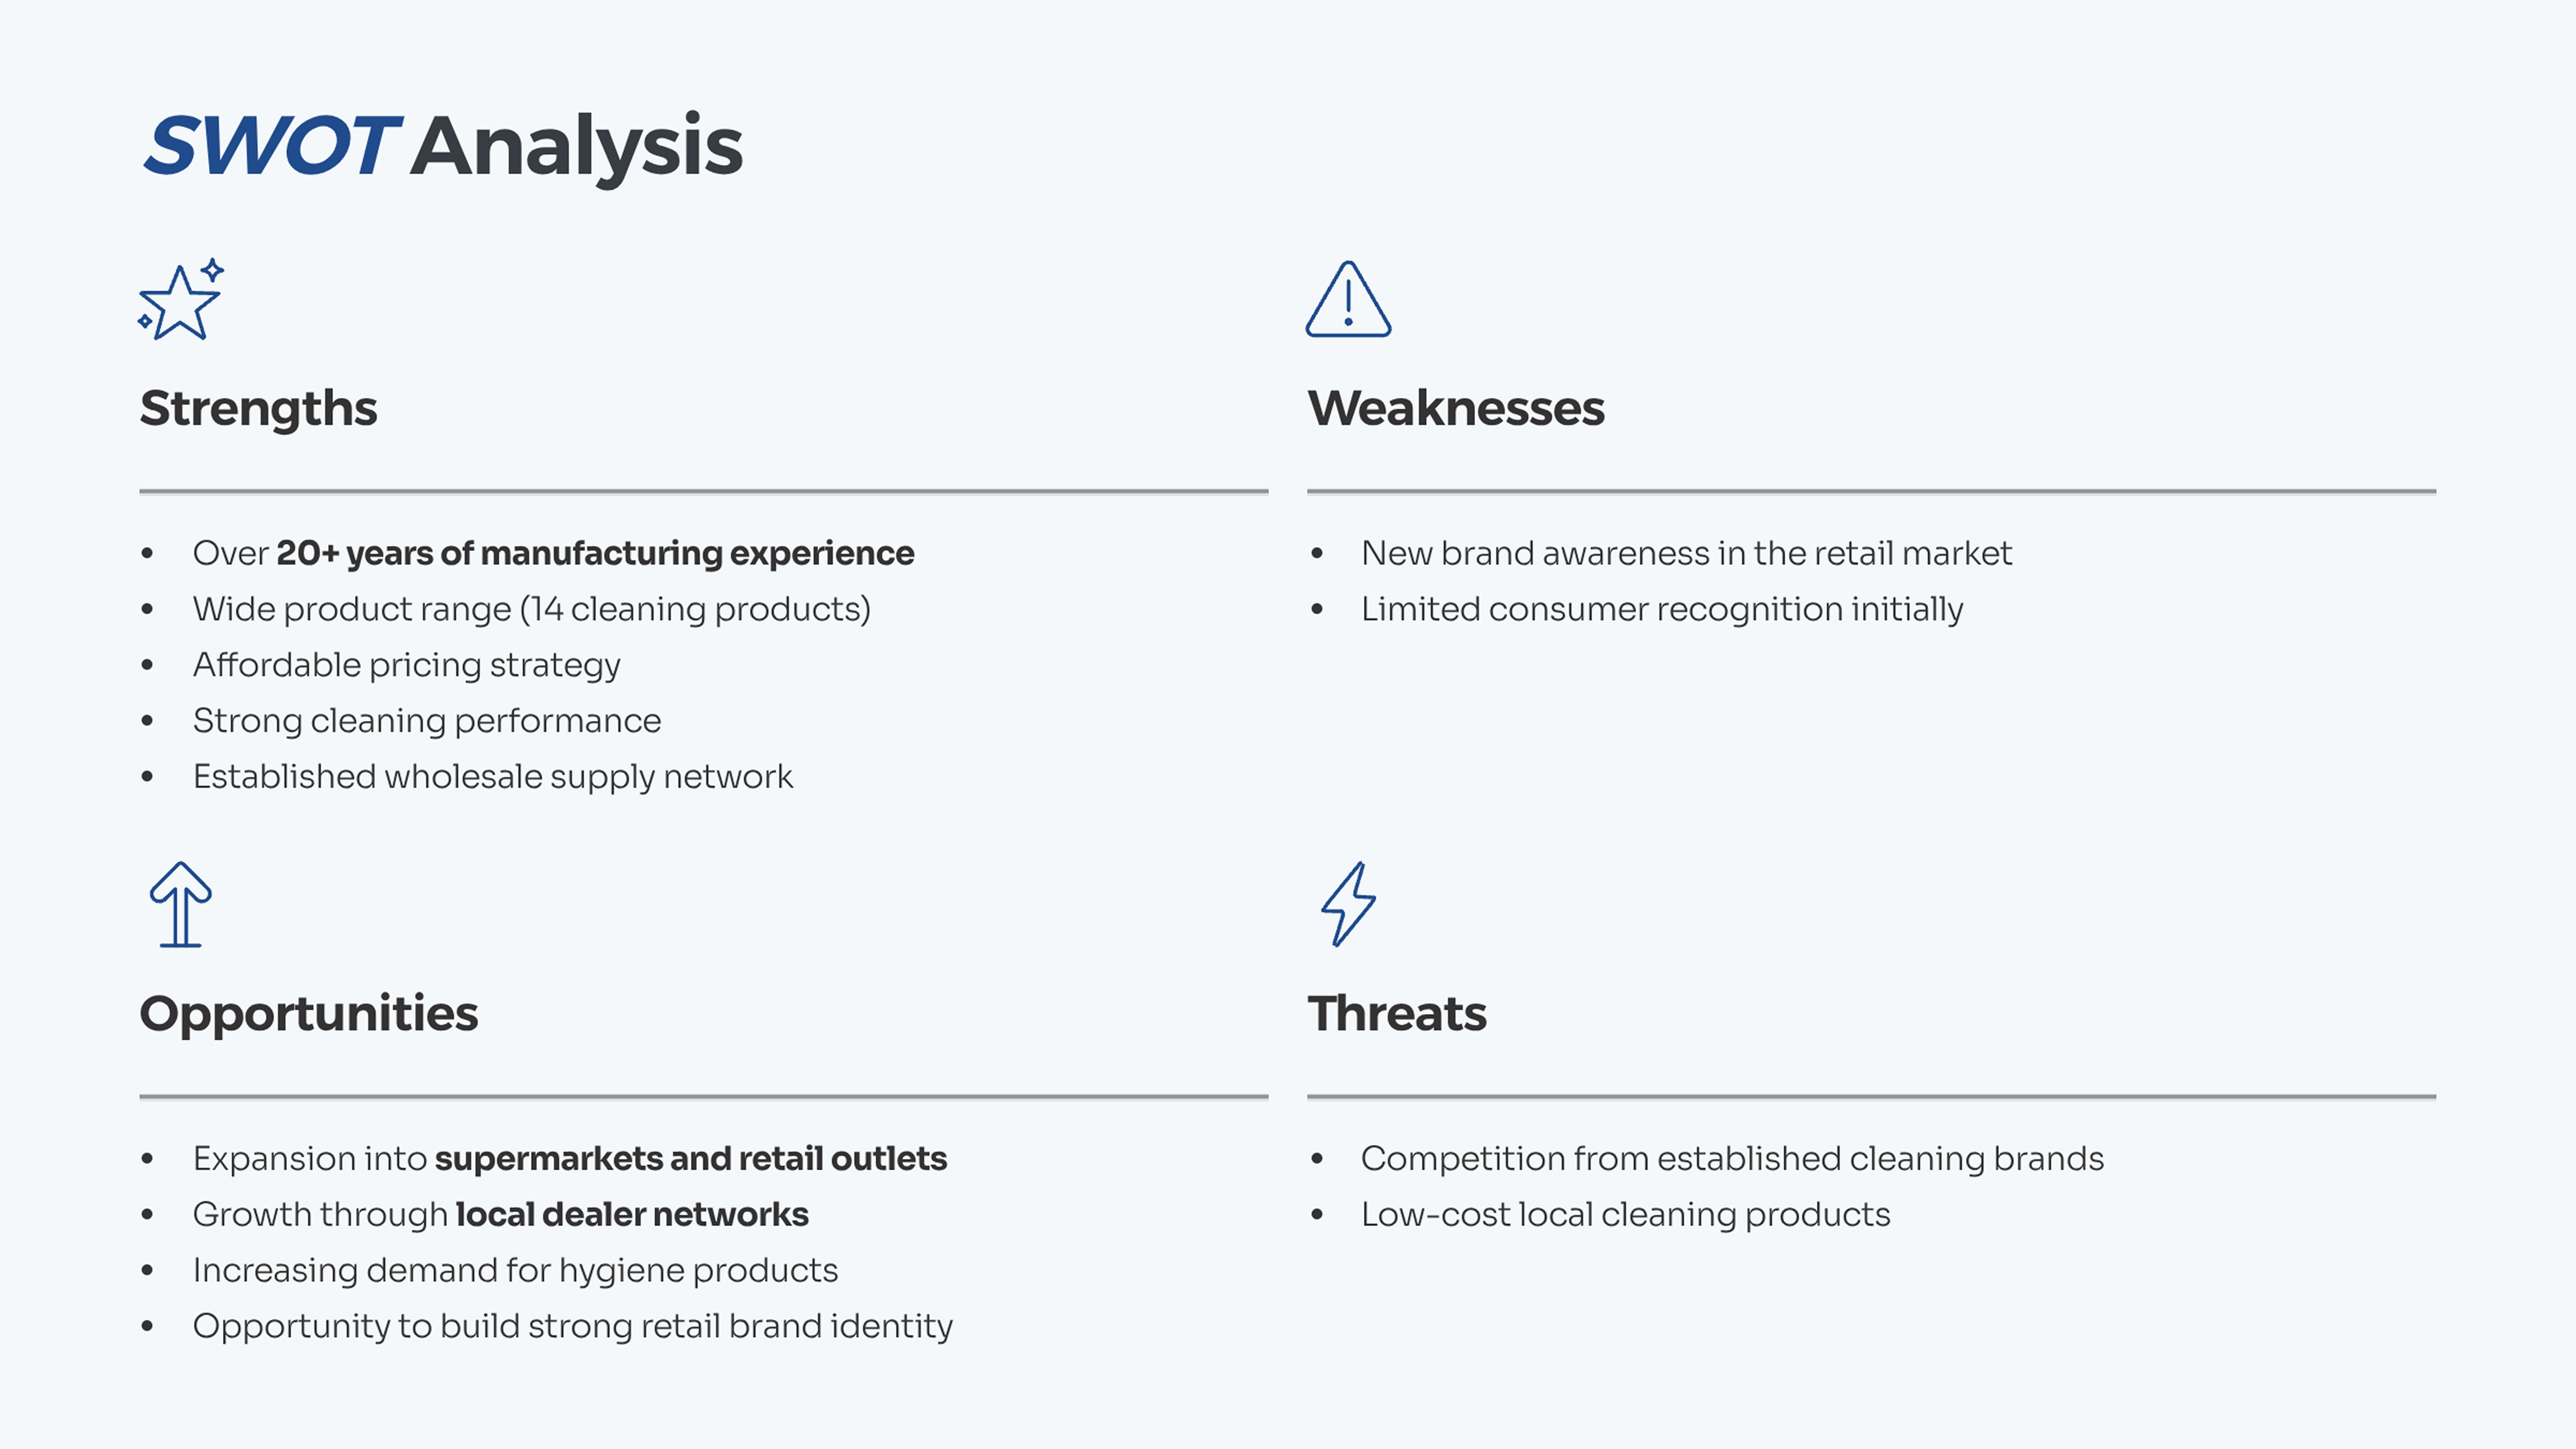 SWOT Analysis
Strengths
• Over 20+ years of manufacturing experience
• Wide product range (14 cleaning products)
• Affordable pricing strategy
• Strong cleaning performance
• Established wholesale supply network
Weaknesses
• New brand awareness in the retail market
• Limited consumer recognition initially
Opportunities
• Expansion into supermarkets and retail outlets
• Growth through local dealer networks
• Increasing demand for hygiene products
• Opportunity to build strong retail brand identity
Threats
• Competition from established cleaning brands
• Low-cost local cleaning products